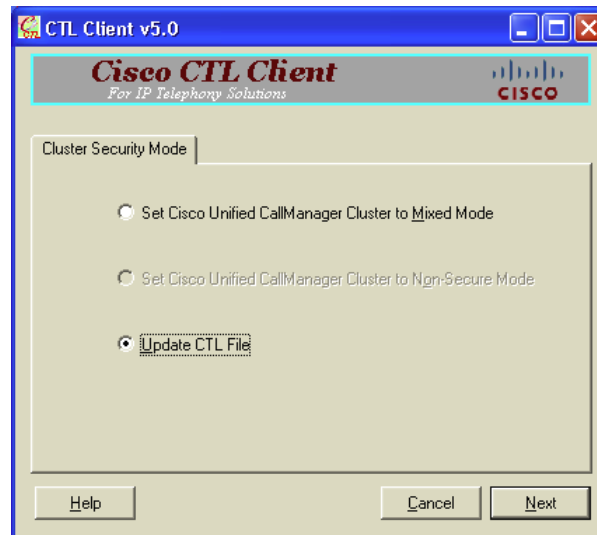 CTL Client v5.0
Cisco CTL Client
For IP Telephony Solutions
CISCO
Cluster Security Mode
Set Cisco Unified CallManager Cluster to Mixed Mode
Set Cisco Unified CallManager Cluster to Non-Secure Mode
Update CTL File
Help
Cancel
Next